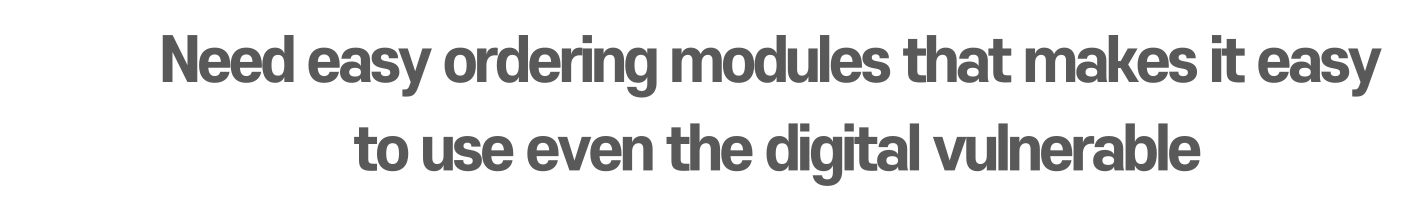 Need easy ordering modules that makes it easy
to use even the digital vulnerable